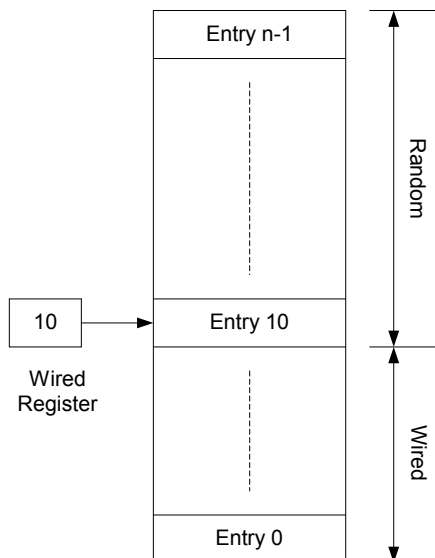 Entry n-1
Random
10
Entry 10
Wired
Register
Wired
Entry 0